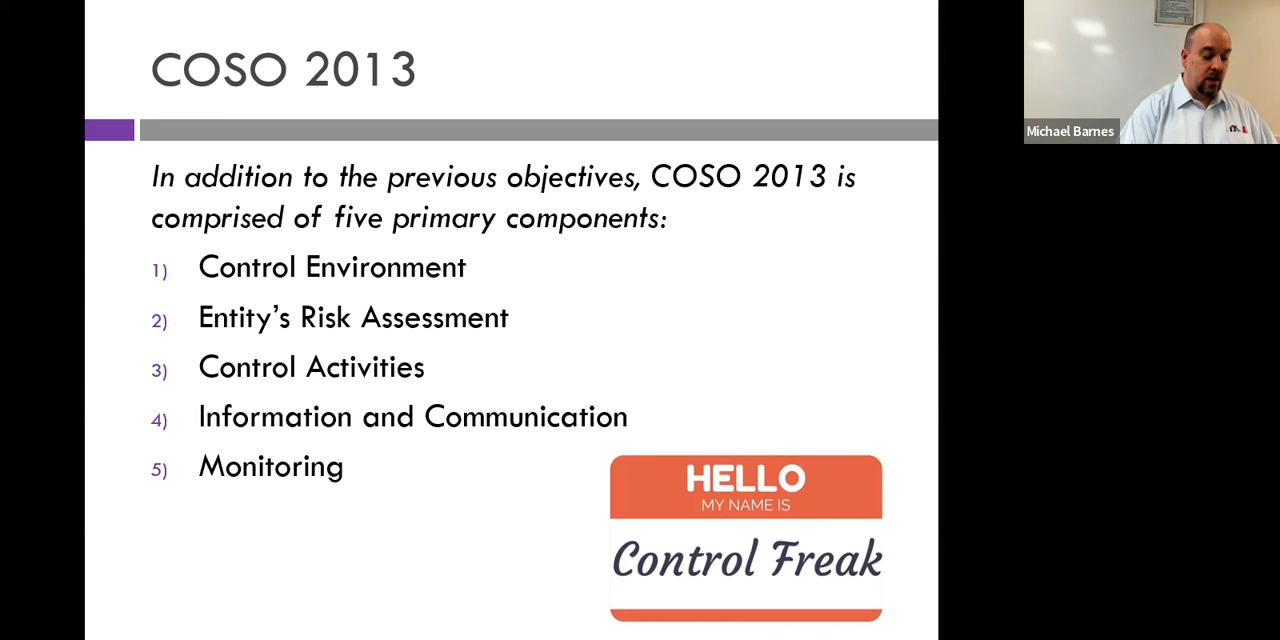 COSO 2013
In addition to the previous objectives, COSO 2013 is
comprised of five primary components:
1) Control Environment
2) Entity’s Risk Assessment
3) Control Activities
4) Information and Communication
5) Monitoring
HELLO
MY NAME IS
Control Freak
Michael Barnes